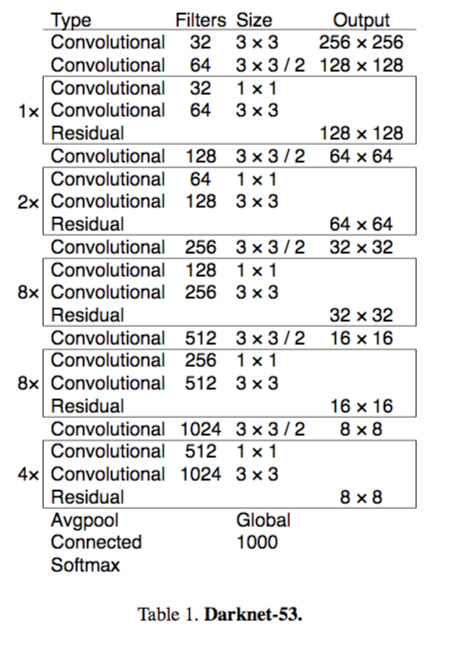 Type Filters Size Output
Convolutional 32 3 × 3 256 × 256
Convolutional 64 3 × 3 / 2 128 × 128
Convolutional 32 1 × 1
1× Convolutional 64 3 × 3
Residual 128 × 128
Convolutional 128 3 × 3 / 2 64 × 64
Convolutional 64 1 × 1
2× Convolutional 128 3 × 3
Residual 64 × 64
Convolutional 256 3 × 3 / 2 32 × 32
Convolutional 128 1 × 1
8× Convolutional 256 3 × 3
Residual 32 × 32
Convolutional 512 3 × 3 / 2 16 × 16
Convolutional 256 1 × 1
8× Convolutional 512 3 × 3
Residual 16 × 16
Convolutional 1024 3 × 3 / 2 8 × 8
Convolutional 512 1 × 1
4× Convolutional 1024 3 × 3
Residual 8 × 8
Avgpool Global
Connected 1000
Softmax
Table 1. Darknet-53.